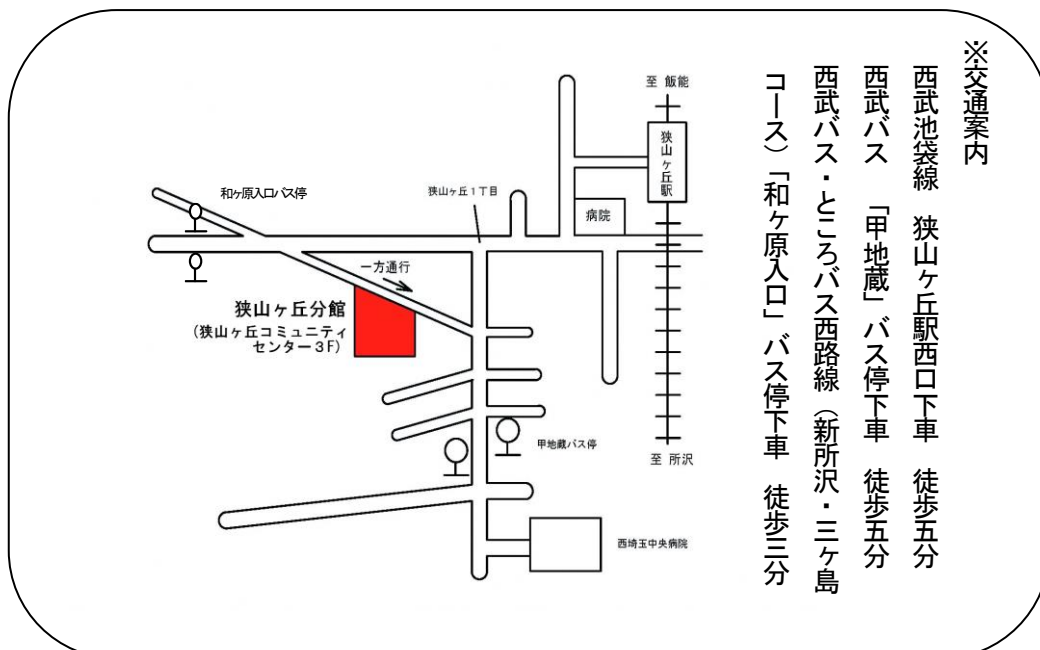 ※交通案内
西武池袋線　狭山ヶ丘駅西口下車　徒歩五分
西武バス　「甲地蔵」バス停下車　徒歩五分
西武バス・ところバス西路線（新所沢・三ヶ島
コース）「和ヶ原入口」バス停下車　徒歩三分
至 飯能
狭山ヶ丘駅
和ヶ原入口バス停
狭山ヶ丘１丁目
病院
一方通行
狭山ヶ丘分館
（狭山ヶ丘コミュニティ
センター３F）
甲地蔵バス停
至 所沢
西埼玉中央病院